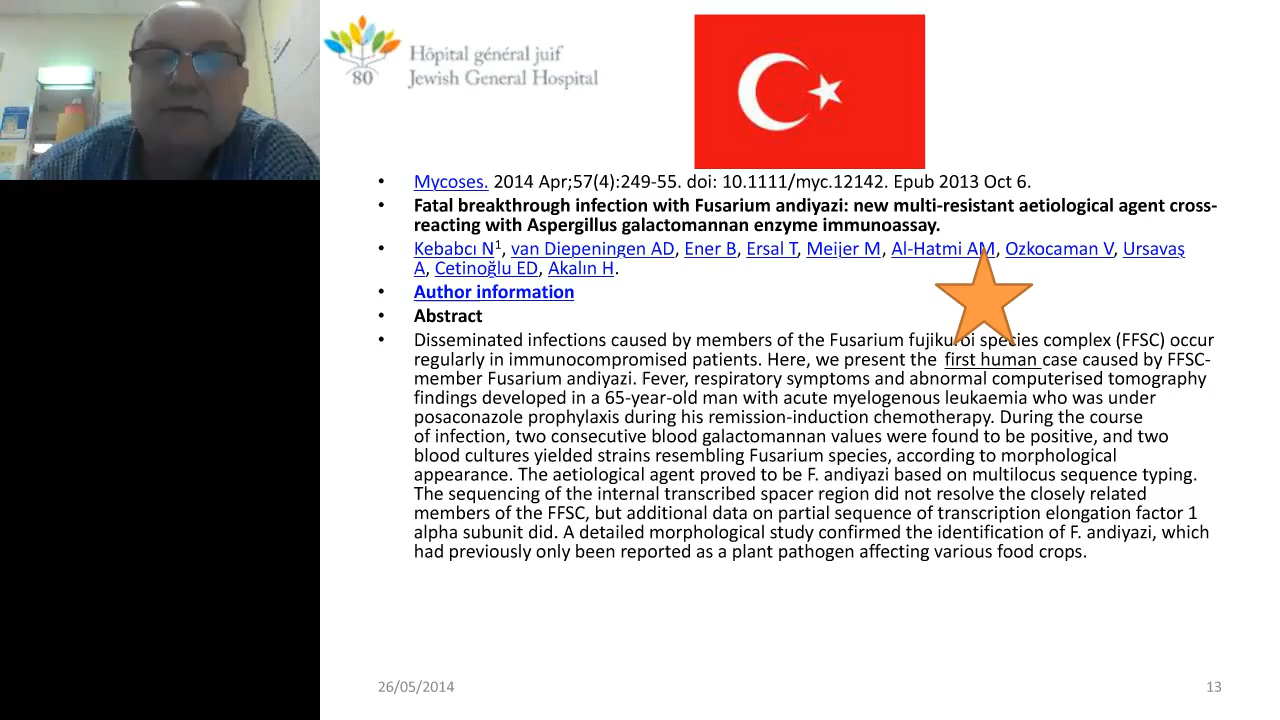 Hôpital général juif
80 Jewish General Hospital
• Mycoses. 2014 Apr;57(4):249-55. doi: 10.1111/myc.12142. Epub 2013 Oct 6.
• Fatal breakthrough infection with Fusarium andiyazi: new multi-resistant aetiological agent cross-
reacting with Aspergillus galactomannan enzyme immunoassay.
• Kebabcı N1, van Diepeningen AD, Ener B, Ersal T, Meijer M, Al-Hatmi AM, Ozkocaman V, Ursavaş
A, Cetinoğlu ED, Akalın H.
• Author information
• Abstract
• Disseminated infections caused by members of the Fusarium fujikuroi species complex (FFSC) occur
regularly in immunocompromised patients. Here, we present the first human case caused by FFSC-
member Fusarium andiyazi. Fever, respiratory symptoms and abnormal computerised tomography
findings developed in a 65-year-old man with acute myelogenous leukaemia who was under
posaconazole prophylaxis during his remission-induction chemotherapy. During the course
of infection, two consecutive blood galactomannan values were found to be positive, and two
blood cultures yielded strains resembling Fusarium species, according to morphological
appearance. The aetiological agent proved to be F. andiyazi based on multilocus sequence typing.
The sequencing of the internal transcribed spacer region did not resolve the closely related
members of the FFSC, but additional data on partial sequence of transcription elongation factor 1
alpha subunit did. A detailed morphological study confirmed the identification of F. andiyazi, which
had previously only been reported as a plant pathogen affecting various food crops.
26/05/2014
13